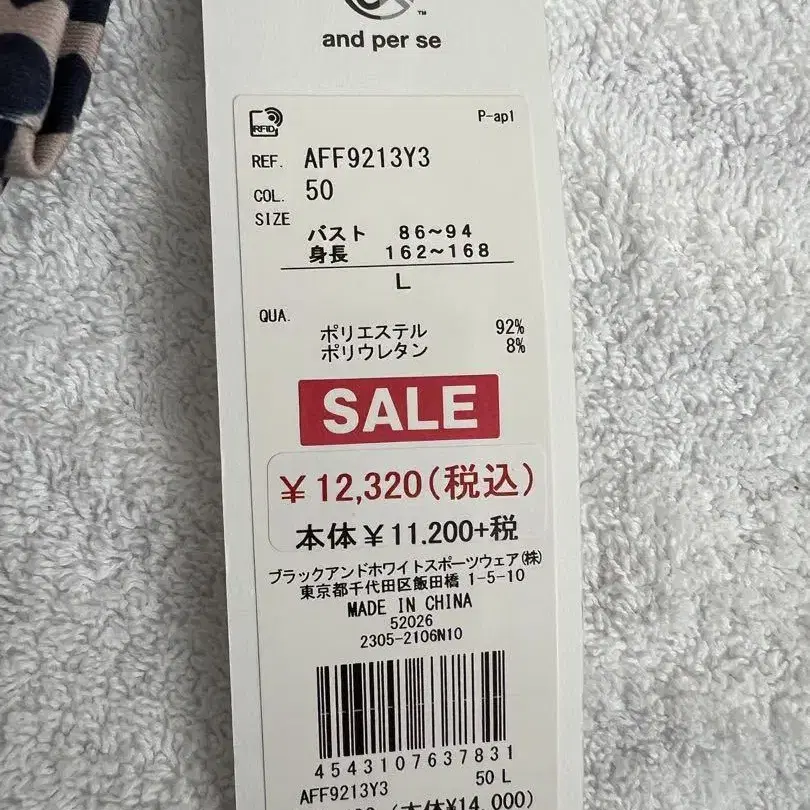 and per se
RFID
P-ap1
REF. AFF9213Y3
COL. 50
SIZE
バスト 86~94
身長 162~168
L
QUA.
ポリエステル 92%
ポリウレタン 8%
SALE
¥12,320(税込)
本体¥11,200+税
ブラックアンドホワイトスポーツウェア(株)
東京都千代田区飯田橋 1-5-10
MADE IN CHINA
52026
2305-2106N10
4543107637831
AFF9213Y3 50 L
(本体¥14,000)